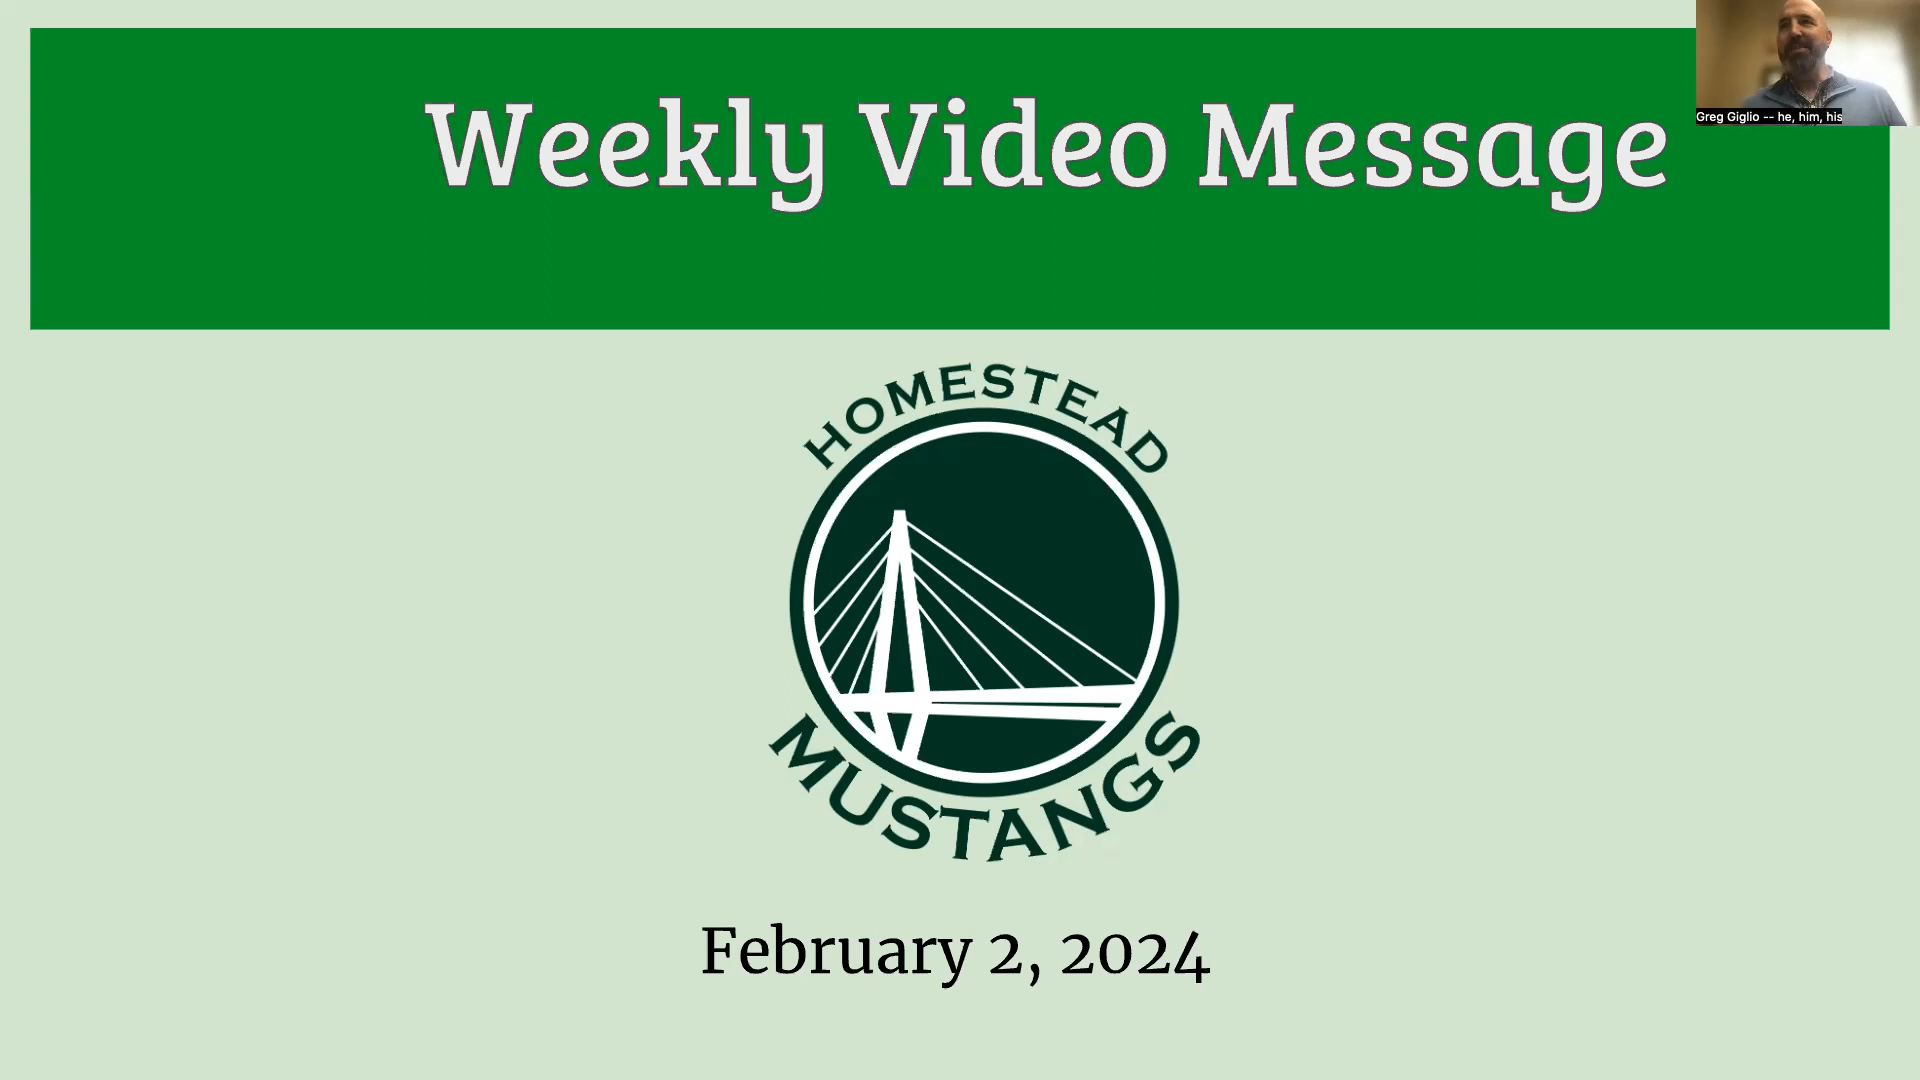 Weekly Video Message
Greg Giglio -- he, him, his
HOMESTEAD
MUSTANGS
February 2, 2024